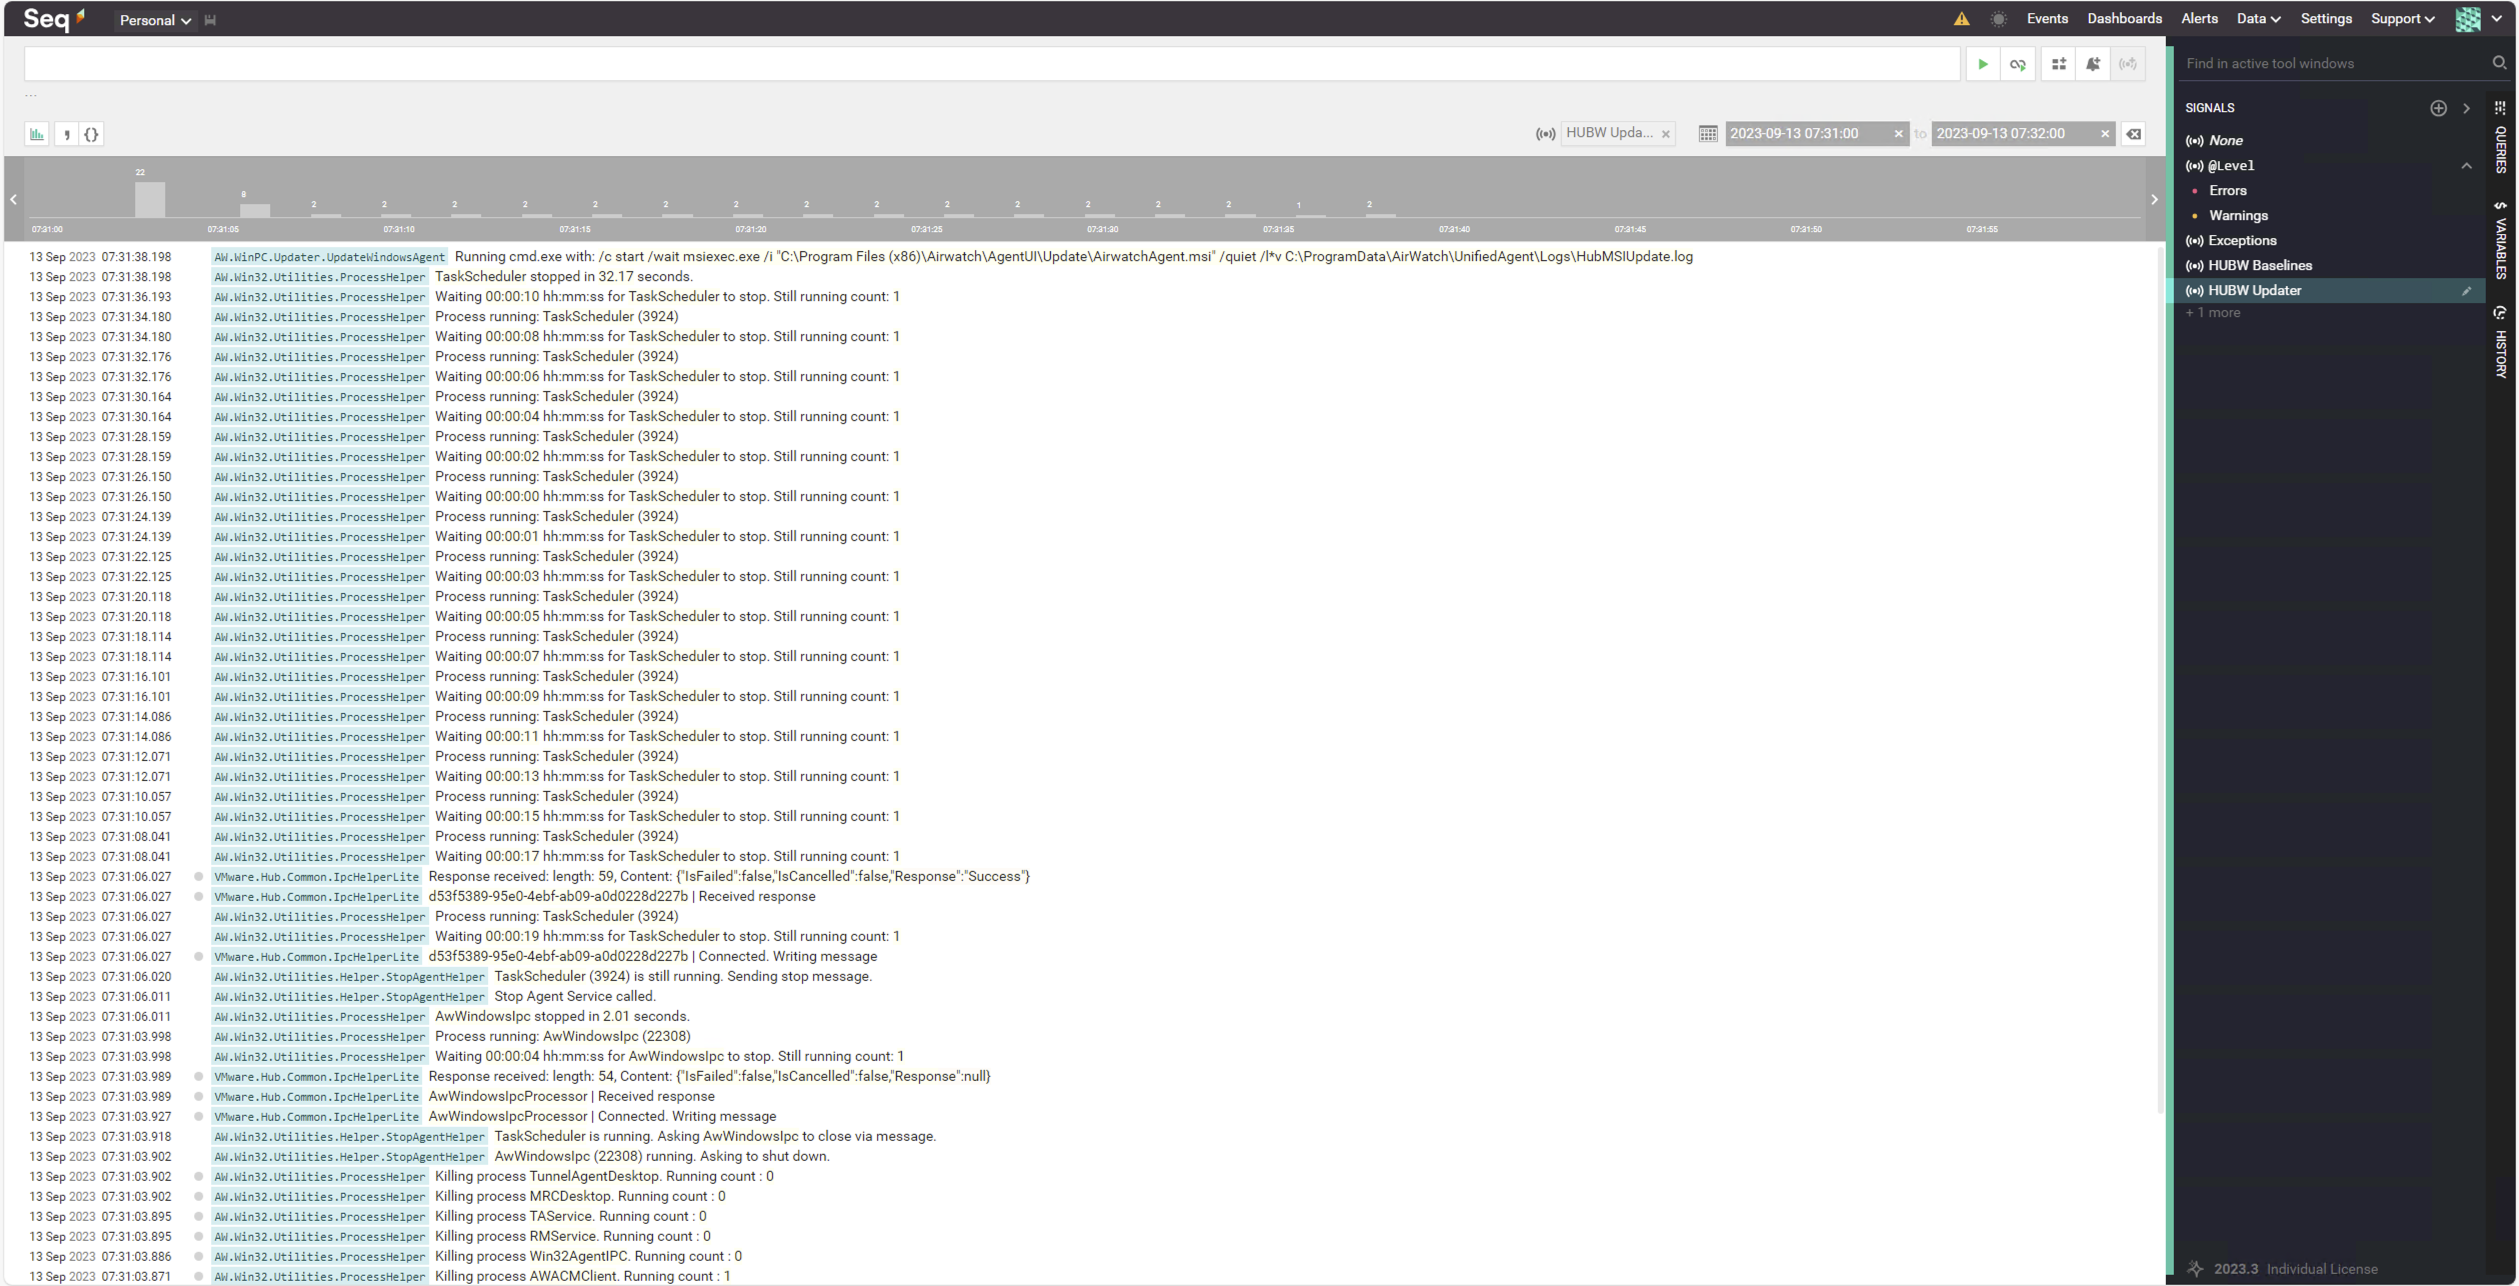 Seq Personal Events Dashboards Alerts Data Settings Support
Find in active tool windows
...
, {} HUBW Upda... × 2023-09-13 07:31:00 × to 2023-09-13 07:32:00 ×
22 8 2 2 2 2 2 2 2 2 2 2 2 2 2 2 1 2
07:31:00 07:31:05 07:31:10 07:31:15 07:31:20 07:31:25 07:31:30 07:31:35 07:31:40 07:31:45 07:31:50 07:31:55
13 Sep 2023 07:31:38.198 AW.WinPC.Updater.UpdateWindowsAgent Running cmd.exe with: /c start /wait msiexec.exe /i "C:\Program Files (x86)\Airwatch\AgentUI\Update\AirwatchAgent.msi" /quiet /l*v C:\ProgramData\AirWatch\UnifiedAgent\Logs\HubMSIUpdate.log
13 Sep 2023 07:31:38.198 AW.Win32.Utilities.ProcessHelper TaskScheduler stopped in 32.17 seconds.
13 Sep 2023 07:31:36.193 AW.Win32.Utilities.ProcessHelper Waiting 00:00:10 hh:mm:ss for TaskScheduler to stop. Still running count: 1
13 Sep 2023 07:31:34.180 AW.Win32.Utilities.ProcessHelper Process running: TaskScheduler (3924)
13 Sep 2023 07:31:34.180 AW.Win32.Utilities.ProcessHelper Waiting 00:00:08 hh:mm:ss for TaskScheduler to stop. Still running count: 1
13 Sep 2023 07:31:32.176 AW.Win32.Utilities.ProcessHelper Process running: TaskScheduler (3924)
13 Sep 2023 07:31:32.176 AW.Win32.Utilities.ProcessHelper Waiting 00:00:06 hh:mm:ss for TaskScheduler to stop. Still running count: 1
13 Sep 2023 07:31:30.164 AW.Win32.Utilities.ProcessHelper Process running: TaskScheduler (3924)
13 Sep 2023 07:31:30.164 AW.Win32.Utilities.ProcessHelper Waiting 00:00:04 hh:mm:ss for TaskScheduler to stop. Still running count: 1
13 Sep 2023 07:31:28.159 AW.Win32.Utilities.ProcessHelper Process running: TaskScheduler (3924)
13 Sep 2023 07:31:28.159 AW.Win32.Utilities.ProcessHelper Waiting 00:00:02 hh:mm:ss for TaskScheduler to stop. Still running count: 1
13 Sep 2023 07:31:26.150 AW.Win32.Utilities.ProcessHelper Process running: TaskScheduler (3924)
13 Sep 2023 07:31:26.150 AW.Win32.Utilities.ProcessHelper Waiting 00:00:00 hh:mm:ss for TaskScheduler to stop. Still running count: 1
13 Sep 2023 07:31:24.139 AW.Win32.Utilities.ProcessHelper Process running: TaskScheduler (3924)
13 Sep 2023 07:31:24.139 AW.Win32.Utilities.ProcessHelper Waiting 00:00:01 hh:mm:ss for TaskScheduler to stop. Still running count: 1
13 Sep 2023 07:31:22.125 AW.Win32.Utilities.ProcessHelper Process running: TaskScheduler (3924)
13 Sep 2023 07:31:22.125 AW.Win32.Utilities.ProcessHelper Waiting 00:00:03 hh:mm:ss for TaskScheduler to stop. Still running count: 1
13 Sep 2023 07:31:20.118 AW.Win32.Utilities.ProcessHelper Process running: TaskScheduler (3924)
13 Sep 2023 07:31:20.118 AW.Win32.Utilities.ProcessHelper Waiting 00:00:05 hh:mm:ss for TaskScheduler to stop. Still running count: 1
13 Sep 2023 07:31:18.114 AW.Win32.Utilities.ProcessHelper Process running: TaskScheduler (3924)
13 Sep 2023 07:31:18.114 AW.Win32.Utilities.ProcessHelper Waiting 00:00:07 hh:mm:ss for TaskScheduler to stop. Still running count: 1
13 Sep 2023 07:31:16.101 AW.Win32.Utilities.ProcessHelper Process running: TaskScheduler (3924)
13 Sep 2023 07:31:16.101 AW.Win32.Utilities.ProcessHelper Waiting 00:00:09 hh:mm:ss for TaskScheduler to stop. Still running count: 1
13 Sep 2023 07:31:14.086 AW.Win32.Utilities.ProcessHelper Process running: TaskScheduler (3924)
13 Sep 2023 07:31:14.086 AW.Win32.Utilities.ProcessHelper Waiting 00:00:11 hh:mm:ss for TaskScheduler to stop. Still running count: 1
13 Sep 2023 07:31:12.071 AW.Win32.Utilities.ProcessHelper Process running: TaskScheduler (3924)
13 Sep 2023 07:31:12.071 AW.Win32.Utilities.ProcessHelper Waiting 00:00:13 hh:mm:ss for TaskScheduler to stop. Still running count: 1
13 Sep 2023 07:31:10.057 AW.Win32.Utilities.ProcessHelper Process running: TaskScheduler (3924)
13 Sep 2023 07:31:10.057 AW.Win32.Utilities.ProcessHelper Waiting 00:00:15 hh:mm:ss for TaskScheduler to stop. Still running count: 1
13 Sep 2023 07:31:08.041 AW.Win32.Utilities.ProcessHelper Process running: TaskScheduler (3924)
13 Sep 2023 07:31:08.041 AW.Win32.Utilities.ProcessHelper Waiting 00:00:17 hh:mm:ss for TaskScheduler to stop. Still running count: 1
13 Sep 2023 07:31:06.027 VMware.Hub.Common.IpcHelperLite Response received: length: 59, Content: {"IsFailed":false,"IsCancelled":false,"Response":"Success"}
13 Sep 2023 07:31:06.027 VMware.Hub.Common.IpcHelperLite d53f5389-95e0-4ebf-ab09-a0d0228d227b | Received response
13 Sep 2023 07:31:06.027 AW.Win32.Utilities.ProcessHelper Process running: TaskScheduler (3924)
13 Sep 2023 07:31:06.027 AW.Win32.Utilities.ProcessHelper Waiting 00:00:19 hh:mm:ss for TaskScheduler to stop. Still running count: 1
13 Sep 2023 07:31:06.027 VMware.Hub.Common.IpcHelperLite d53f5389-95e0-4ebf-ab09-a0d0228d227b | Connected. Writing message
13 Sep 2023 07:31:06.020 AW.Win32.Utilities.Helper.StopAgentHelper TaskScheduler (3924) is still running. Sending stop message.
13 Sep 2023 07:31:06.011 AW.Win32.Utilities.Helper.StopAgentHelper Stop Agent Service called.
13 Sep 2023 07:31:06.011 AW.Win32.Utilities.ProcessHelper AwWindowsIpc stopped in 2.01 seconds.
13 Sep 2023 07:31:03.998 AW.Win32.Utilities.ProcessHelper Process running: AwWindowsIpc (22308)
13 Sep 2023 07:31:03.998 AW.Win32.Utilities.ProcessHelper Waiting 00:00:04 hh:mm:ss for AwWindowsIpc to stop. Still running count: 1
13 Sep 2023 07:31:03.989 VMware.Hub.Common.IpcHelperLite Response received: length: 54, Content: {"IsFailed":false,"IsCancelled":false,"Response":null}
13 Sep 2023 07:31:03.989 VMware.Hub.Common.IpcHelperLite AwWindowsIpcProcessor | Received response
13 Sep 2023 07:31:03.927 VMware.Hub.Common.IpcHelperLite AwWindowsIpcProcessor | Connected. Writing message
13 Sep 2023 07:31:03.918 AW.Win32.Utilities.Helper.StopAgentHelper TaskScheduler is running. Asking AwWindowsIpc to close via message.
13 Sep 2023 07:31:03.902 AW.Win32.Utilities.Helper.StopAgentHelper AwWindowsIpc (22308) running. Asking to shut down.
13 Sep 2023 07:31:03.902 AW.Win32.Utilities.ProcessHelper Killing process TunnelAgentDesktop. Running count : 0
13 Sep 2023 07:31:03.902 AW.Win32.Utilities.ProcessHelper Killing process MRCDesktop. Running count : 0
13 Sep 2023 07:31:03.895 AW.Win32.Utilities.ProcessHelper Killing process TAService. Running count : 0
13 Sep 2023 07:31:03.895 AW.Win32.Utilities.ProcessHelper Killing process RMService. Running count : 0
13 Sep 2023 07:31:03.886 AW.Win32.Utilities.ProcessHelper Killing process Win32AgentIPC. Running count : 0
13 Sep 2023 07:31:03.871 AW.Win32.Utilities.ProcessHelper Killing process AWACMClient. Running count : 1
SIGNALS
None
@Level
Errors
Warnings
Exceptions
HUBW Baselines
HUBW Updater
+ 1 more
QUERIES
$ VARIABLES
HISTORY
2023.3 Individual License